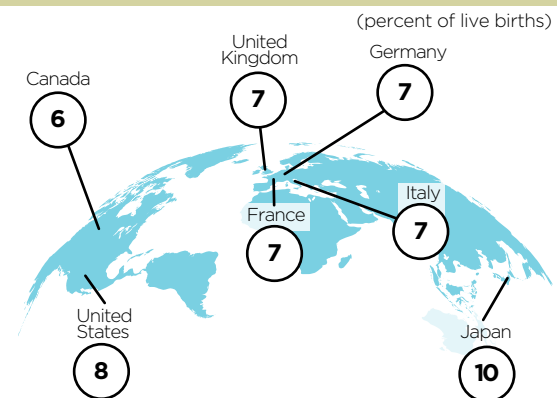 (percent of live births)
United
Kingdom
7
Germany
7
Canada
6
Italy
7
France
7
United
States
8
Japan
10